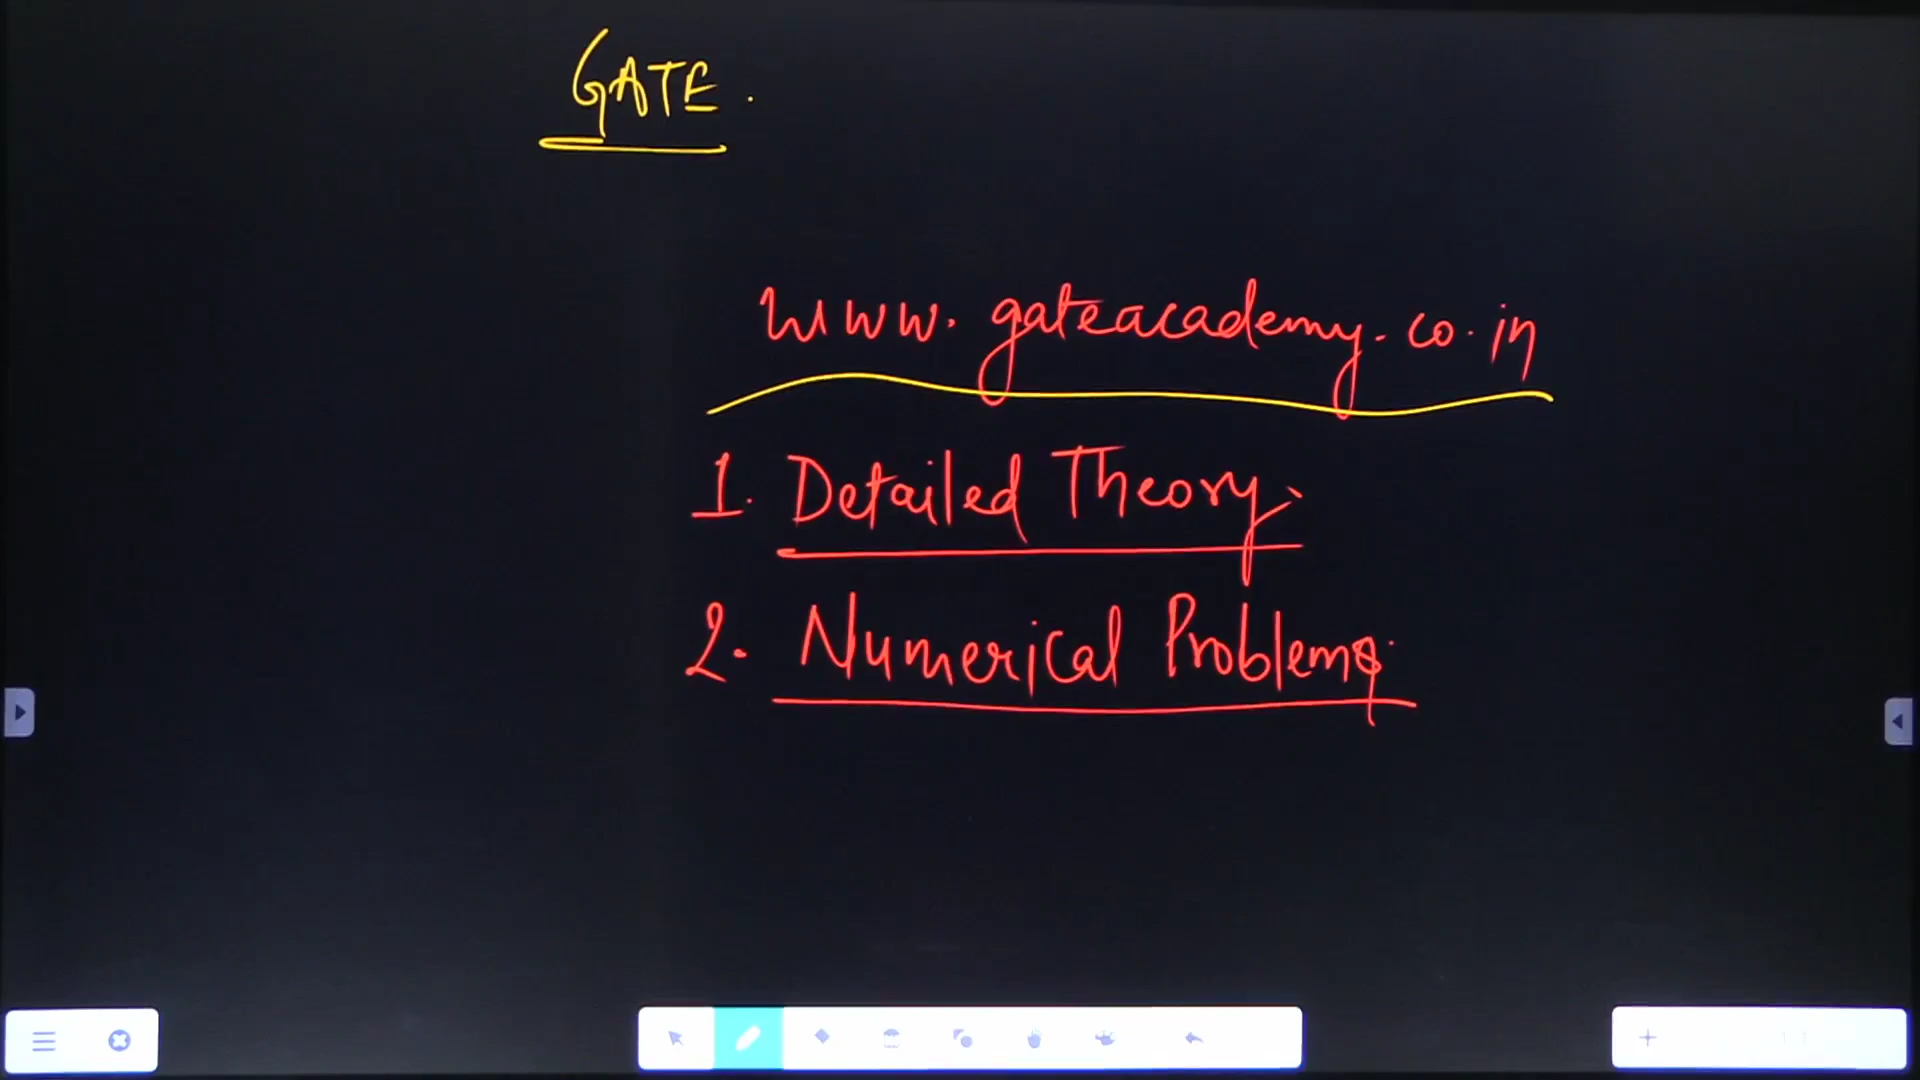 GATE.
www.gateacademy.co.in
1. Detailed Theory.
2. Numerical Problems.